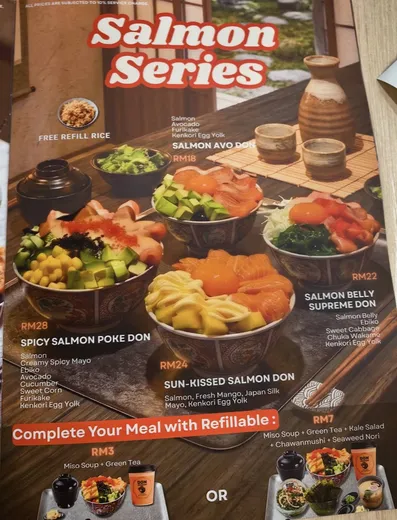 ALL PRICES ARE SUBJECTED TO 10% SERVICE CHARGE
Salmon
Series
FREE REFILL RICE
Salmon
Avocado
Furikake
Kenkori Egg Yolk
SALMON AVO DON
RM18
RM22
SALMON BELLY
SUPREME DON
Salmon Belly
Ebiko
Sweet Cabbage
Chuka Wakame
Kenkori Egg Yolk
RM28
SPICY SALMON POKE DON
Salmon
Creamy Spicy Mayo
Ebiko
Avocado
Cucumber
Sweet Corn
Furikake
Kenkori Egg Yolk
RM24
SUN-KISSED SALMON DON
Salmon, Fresh Mango, Japan Silk
Mayo, Kenkori Egg Yolk
Complete Your Meal with Refillable :
RM3
Miso Soup + Green Tea
OR
RM7
Miso Soup + Green Tea + Kale Salad
+ Chawanmushi + Seaweed Nori